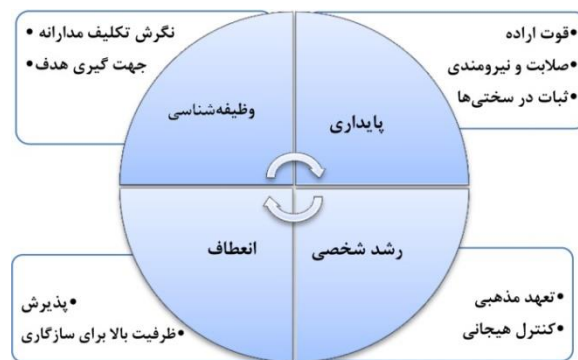 • قوت اراده
• صلابت و نیرومندی
• ثبات در سختی‌ها
پایداری
نگرش تکلیف مدارانه •
جهت گیری هدف •
وظیفه‌شناسی
رشد شخصی
• تعهد مذهبی
• کنترل هیجانی
انعطاف
• پذیرش
• ظرفیت بالا برای سازگاری